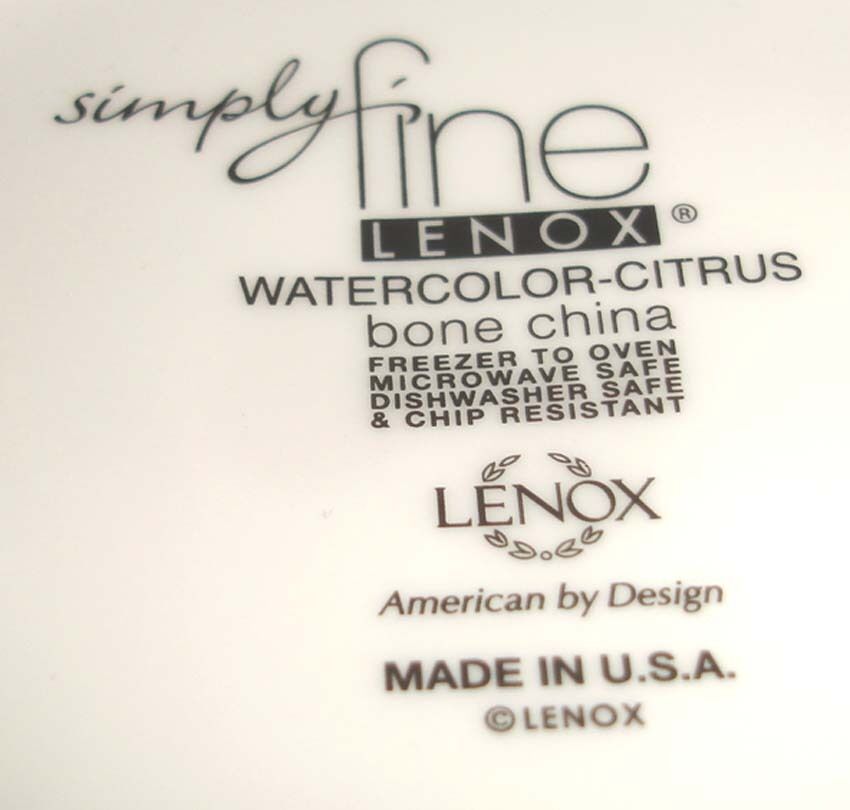 simply fine
LENOX®
WATERCOLOR-CITRUS
bone china
FREEZER TO OVEN
MICROWAVE SAFE
DISHWASHER SAFE
& CHIP RESISTANT
LENOX
American by Design
MADE IN U.S.A.
©LENOX